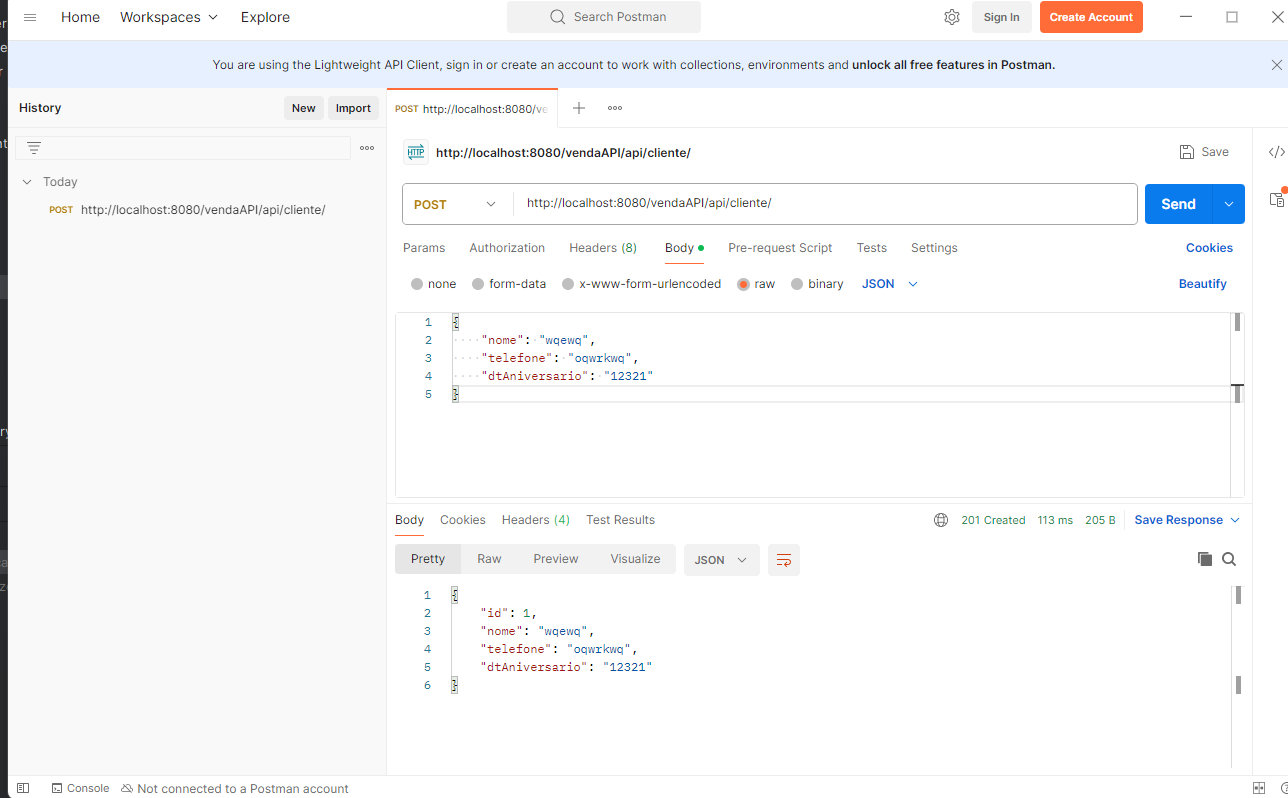 Home Workspaces Explore Search Postman Sign In Create Account
You are using the Lightweight API Client, sign in or create an account to work with collections, environments and unlock all free features in Postman.
History New Import
POST http://localhost:8080/ve
HTTP http://localhost:8080/vendaAPI/api/cliente/ Save
Today
POST http://localhost:8080/vendaAPI/api/cliente/
POST http://localhost:8080/vendaAPI/api/cliente/ Send
Params Authorization Headers (8) Body Pre-request Script Tests Settings Cookies
none form-data x-www-form-urlencoded raw binary JSON Beautify
1 {
2 "nome": "wqewq",
3 "telefone": "oqwrkwq",
4 "dtAniversario": "12321"
5 }
Body Cookies Headers (4) Test Results 201 Created 113 ms 205 B Save Response
Pretty Raw Preview Visualize JSON
1 {
2 "id": 1,
3 "nome": "wqewq",
4 "telefone": "oqwrkwq",
5 "dtAniversario": "12321"
6 }
Console Not connected to a Postman account